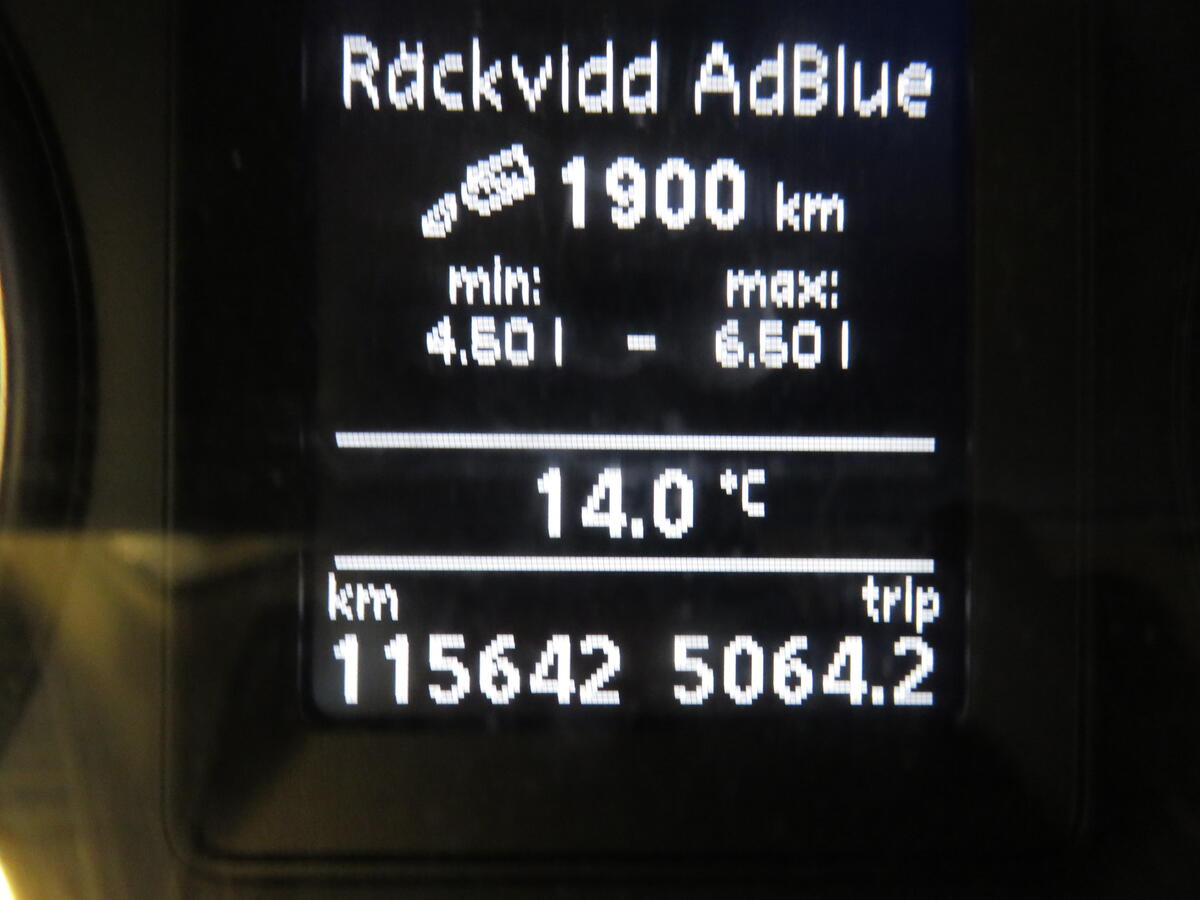 Räckvidd AdBlue
1900 km
min: max:
4.50 l - 6.50 l
14.0 °C
km trip
115642 5064.2